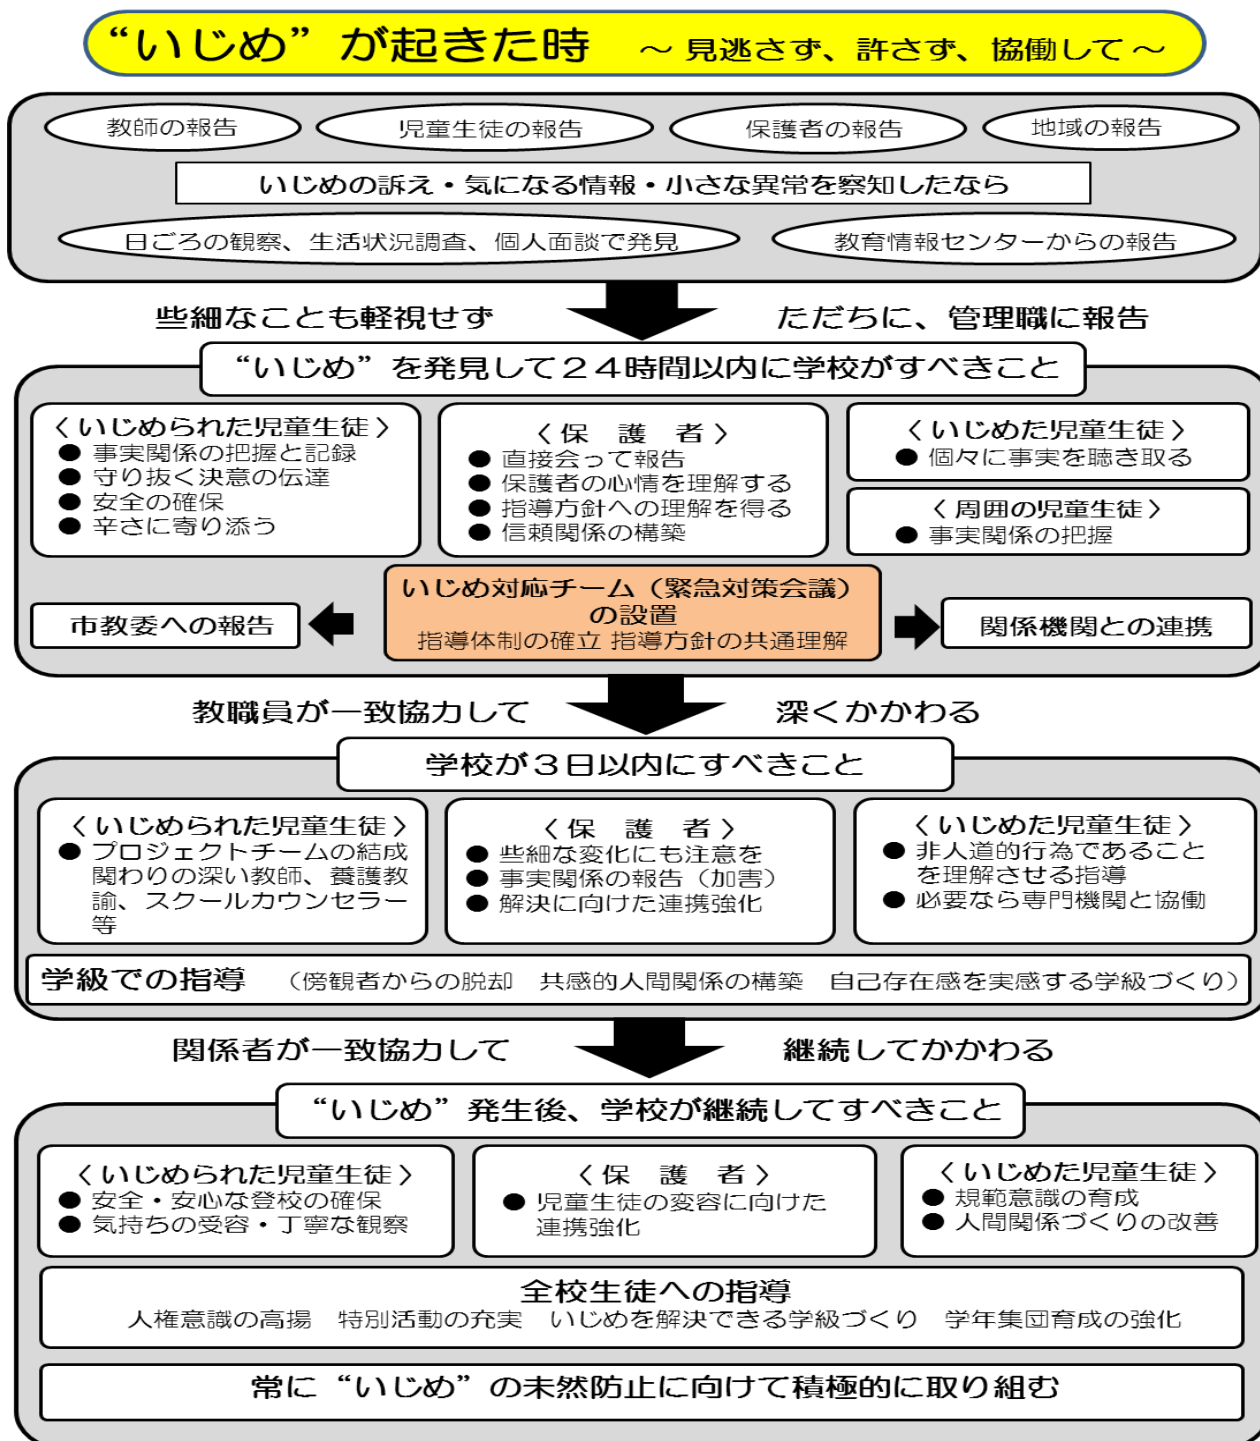 “いじめ”が起きた時　～ 見逃さず、許さず、協働して ～
教師の報告
児童生徒の報告
保護者の報告
地域の報告
いじめの訴え・気になる情報・小さな異常を察知したなら
日ごろの観察、生活状況調査、個人面談で発見
教育情報センターからの報告
些細なことも軽視せず
ただちに、管理職に報告
“いじめ”を発見して２４時間以内に学校がすべきこと
〈いじめられた児童生徒〉
● 事実関係の把握と記録
● 守り抜く決意の伝達
● 安全の確保
● 辛さに寄り添う
〈保　護　者〉
● 直接会って報告
● 保護者の心情を理解する
● 指導方針への理解を得る
● 信頼関係の構築
〈いじめた児童生徒〉
● 個々に事実を聴き取る
〈周囲の児童生徒〉
● 事実関係の把握
いじめ対応チーム（緊急対策会議）
の設置
指導体制の確立 指導方針の共通理解
市教委への報告
関係機関との連携
教職員が一致協力して
深くかかわる
学校が３日以内にすべきこと
〈いじめられた児童生徒〉
● プロジェクトチームの結成
関わりの深い教師、養護教
諭、スクールカウンセラー
等
〈保　護　者〉
● 些細な変化にも注意を
● 事実関係の報告（加害）
● 解決に向けた連携強化
〈いじめた児童生徒〉
● 非人道的行為であること
を理解させる指導
● 必要なら専門機関と協働
学級での指導　（傍観者からの脱却　共感的人間関係の構築　自己存在感を実感する学級づくり）
関係者が一致協力して
継続してかかわる
“いじめ”発生後、学校が継続してすべきこと
〈いじめられた児童生徒〉
● 安全・安心な登校の確保
● 気持ちの受容・丁寧な観察
〈保　護　者〉
● 児童生徒の変容に向けた
連携強化
〈いじめた児童生徒〉
● 規範意識の育成
● 人間関係づくりの改善
全校生徒への指導
人権意識の高揚　特別活動の充実　いじめを解決できる学級づくり　学年集団育成の強化
常に“いじめ”の未然防止に向けて積極的に取り組む